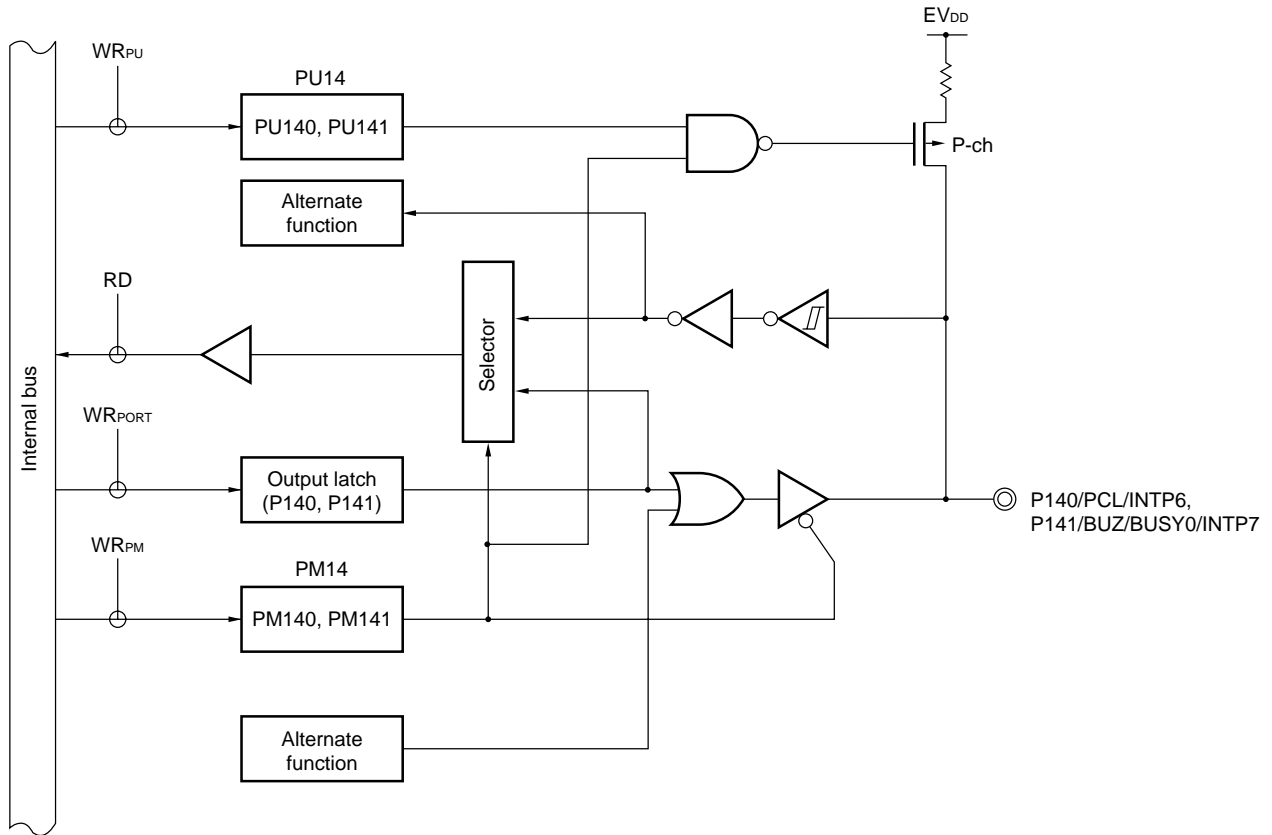 EVDD
WRPU
PU14
PU140, PU141
P-ch
Alternate
function
RD
Selector
Internal bus
WRPORT
Output latch
(P140, P141)
P140/PCL/INTP6,
P141/BUZ/BUSY0/INTP7
WRPM
PM14
PM140, PM141
Alternate
function